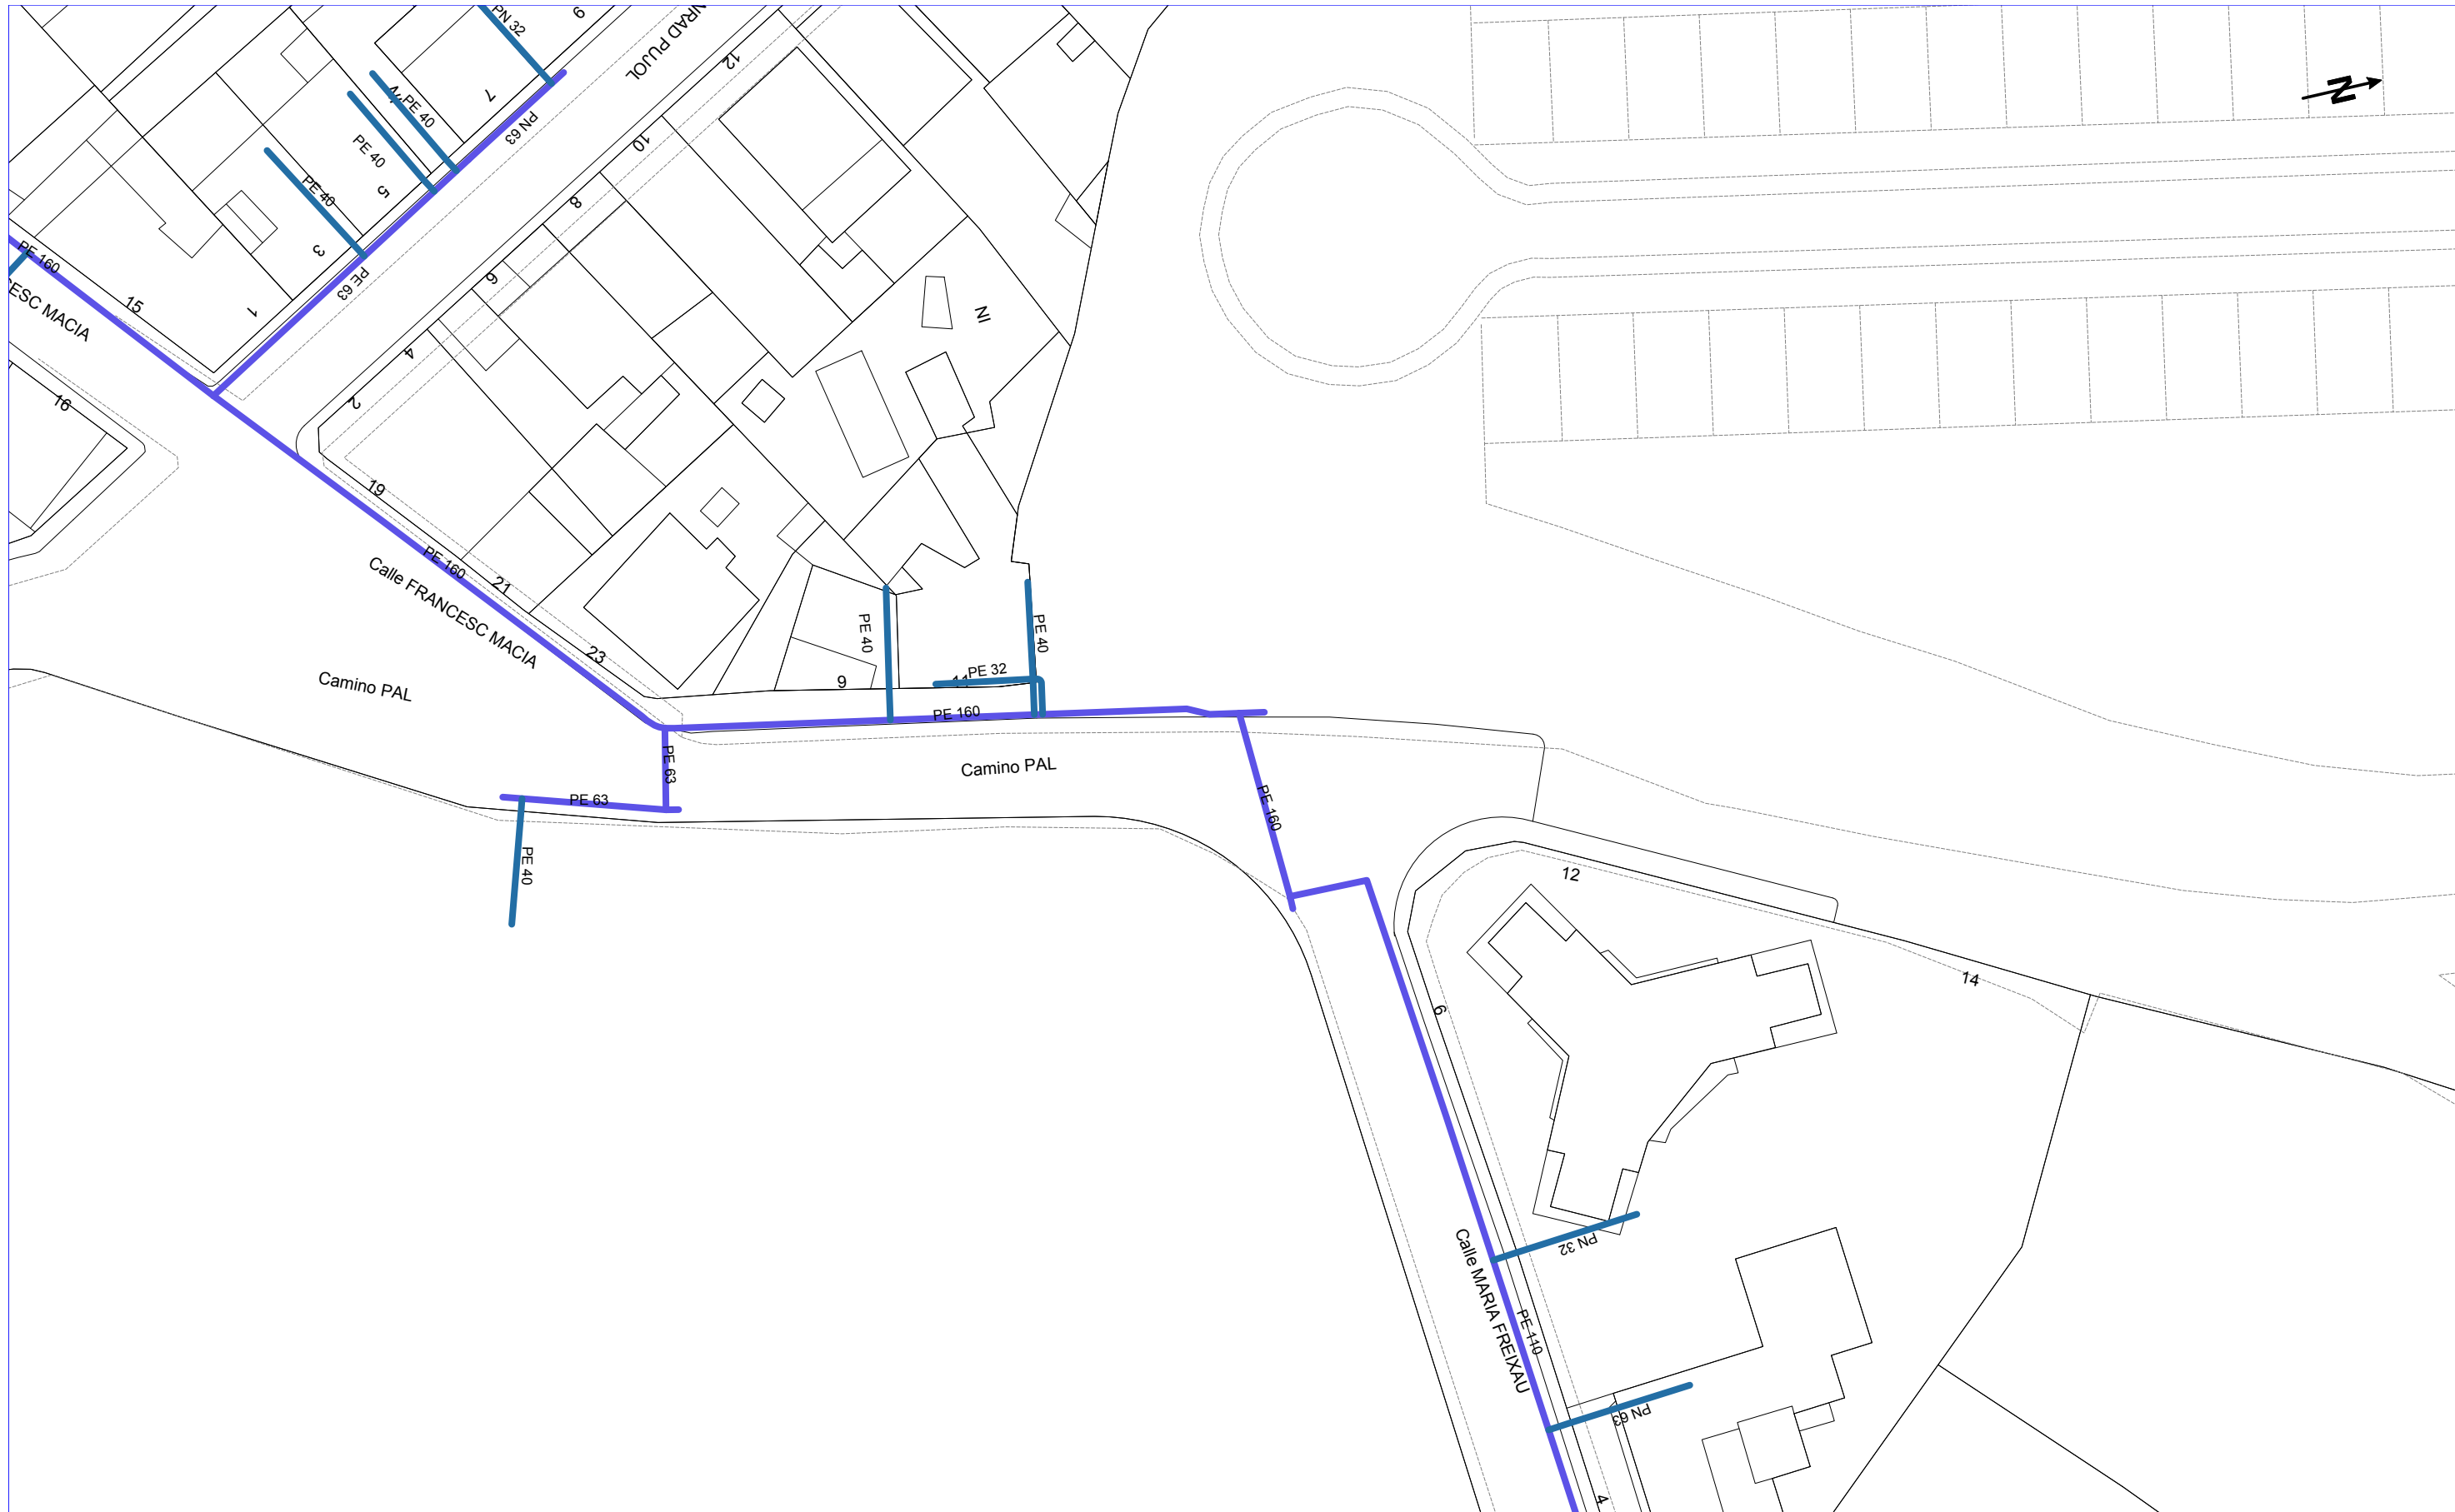 PN 32
9
NRAD PUJOL
12
7
PE 40
PN 63
N
10
PE 40
PE 40
5
8
3
PE 160
PE 63
6
ESC MACIA
15
1
IN
4
2
16
19
PE 160
21
Calle FRANCESC MACIA
23
PE 40
PE 40
PE 32
Camino PAL
9
11
PE 160
PE 63
Camino PAL
PE 63
PE 160
PE 40
12
14
6
PN 32
Calle MARIA FREIXAU
PE 110
PN 63
4